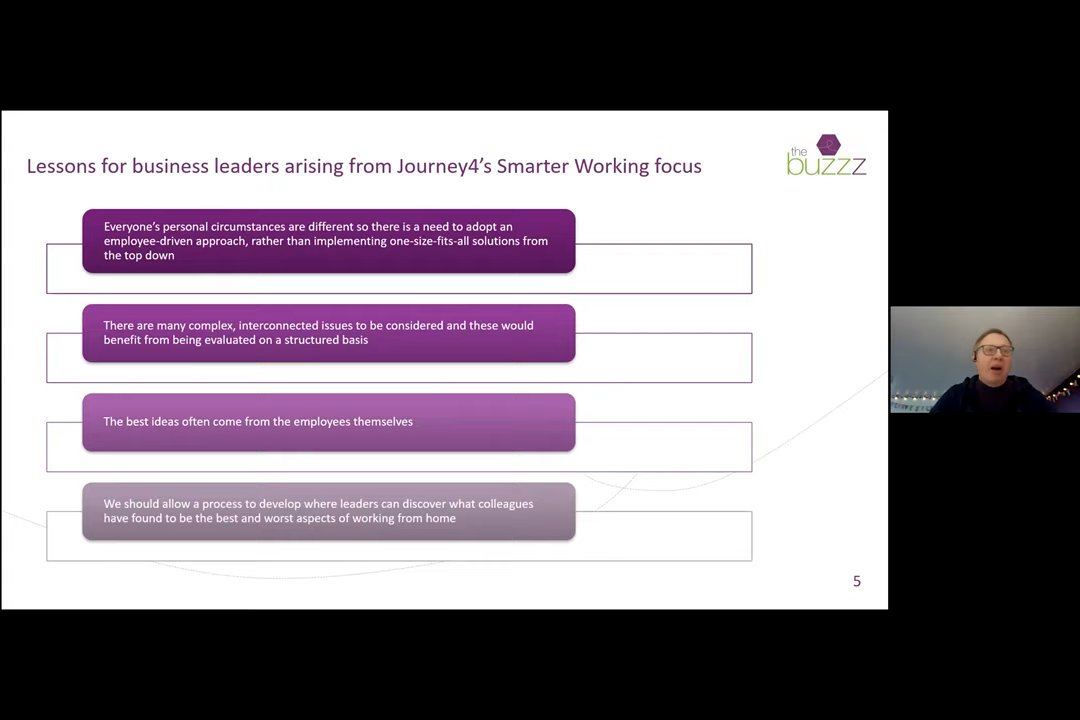 Lessons for business leaders arising from Journey4's Smarter Working focus
the
buzzz
Everyone's personal circumstances are different so there is a need to adopt an
employee-driven approach, rather than implementing one-size-fits-all solutions from
the top down
There are many complex, interconnected issues to be considered and these would
benefit from being evaluated on a structured basis
The best ideas often come from the employees themselves
We should allow a process to develop where leaders can discover what colleagues
have found to be the best and worst aspects of working from home
5